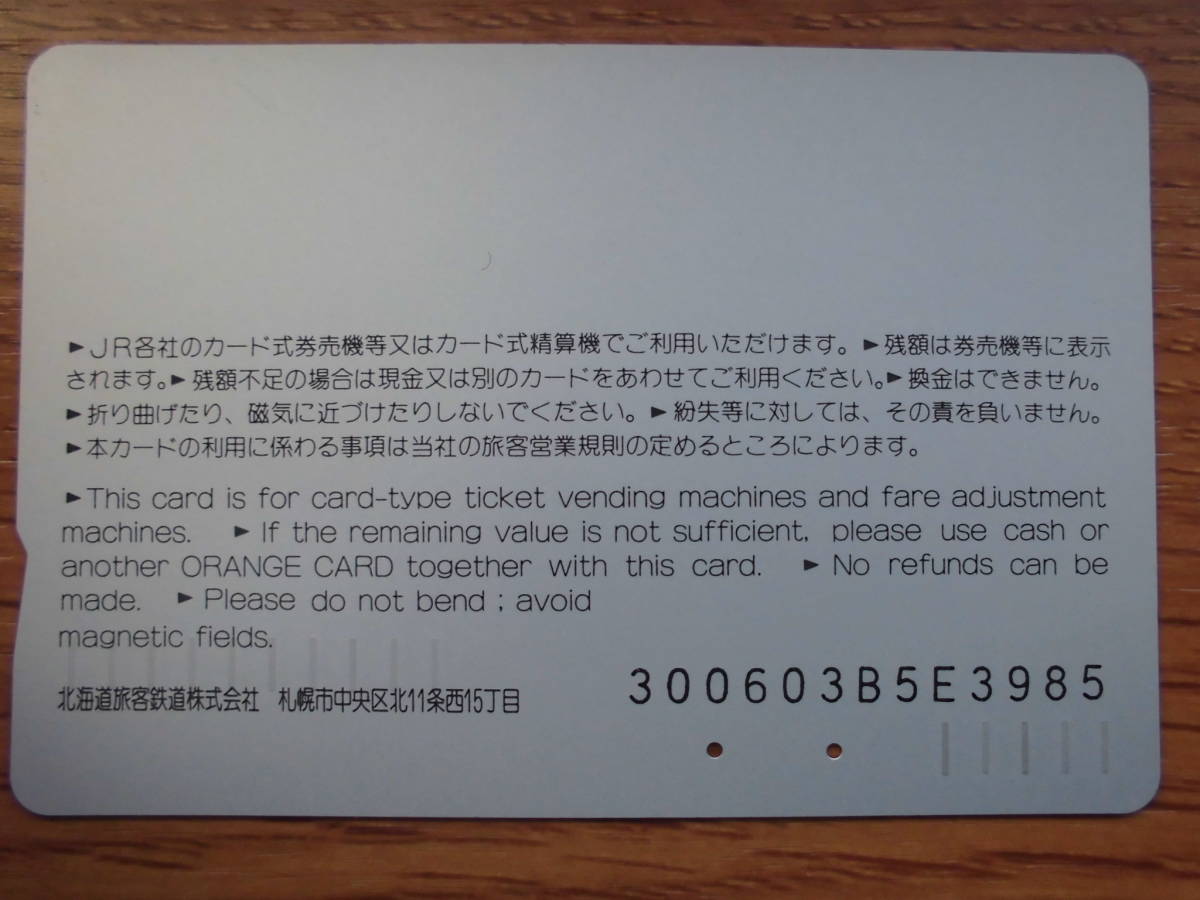 ►JR各社のカード式券売機等又はカード式精算機でご利用いただけます。►残額は券売機等に表示
されます。►残額不足の場合は現金又は別のカードをあわせてご利用ください。►換金はできません。
►折り曲げたり、磁気に近づけたりしないでください。►紛失等に対しては、その責を負いません。
►本カードの利用に係わる事項は当社の旅客営業規則の定めるところによります。
►This card is for card-type ticket vending machines and fare adjustment
machines. ►If the remaining value is not sufficient, please use cash or
another ORANGE CARD together with this card. ►No refunds can be
made. ►Please do not bend ; avoid
magnetic fields.
300603B5E3985
北海道旅客鉄道株式会社 札幌市中央区北11条西15丁目